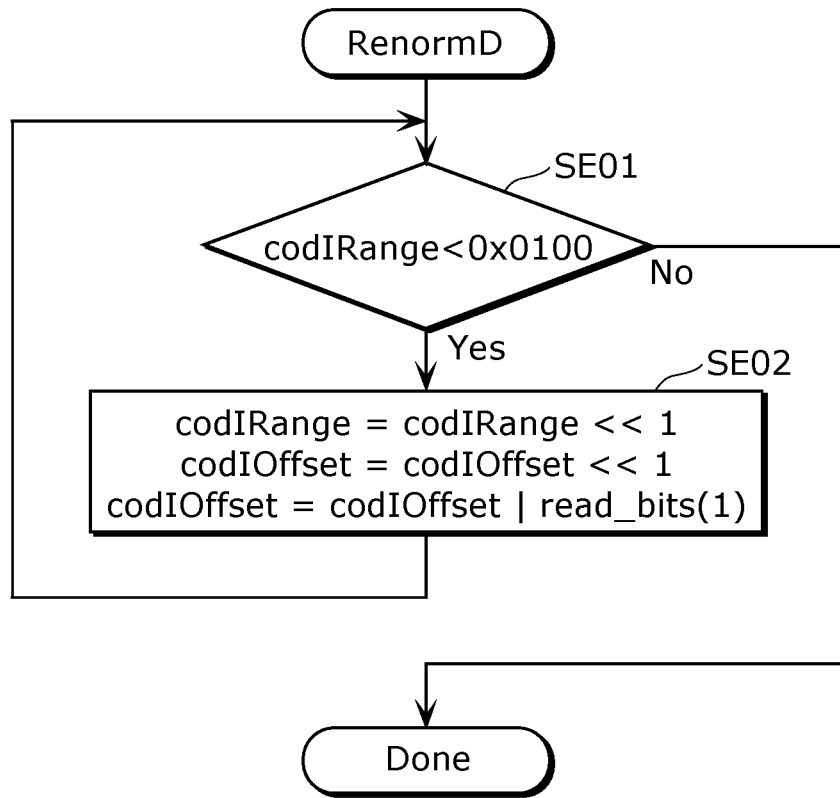 RenormD
SE01
codIRange<0x0100
No
Yes
SE02
codIRange = codIRange << 1
codIOffset = codIOffset << 1
codIOffset = codIOffset | read_bits(1)
Done